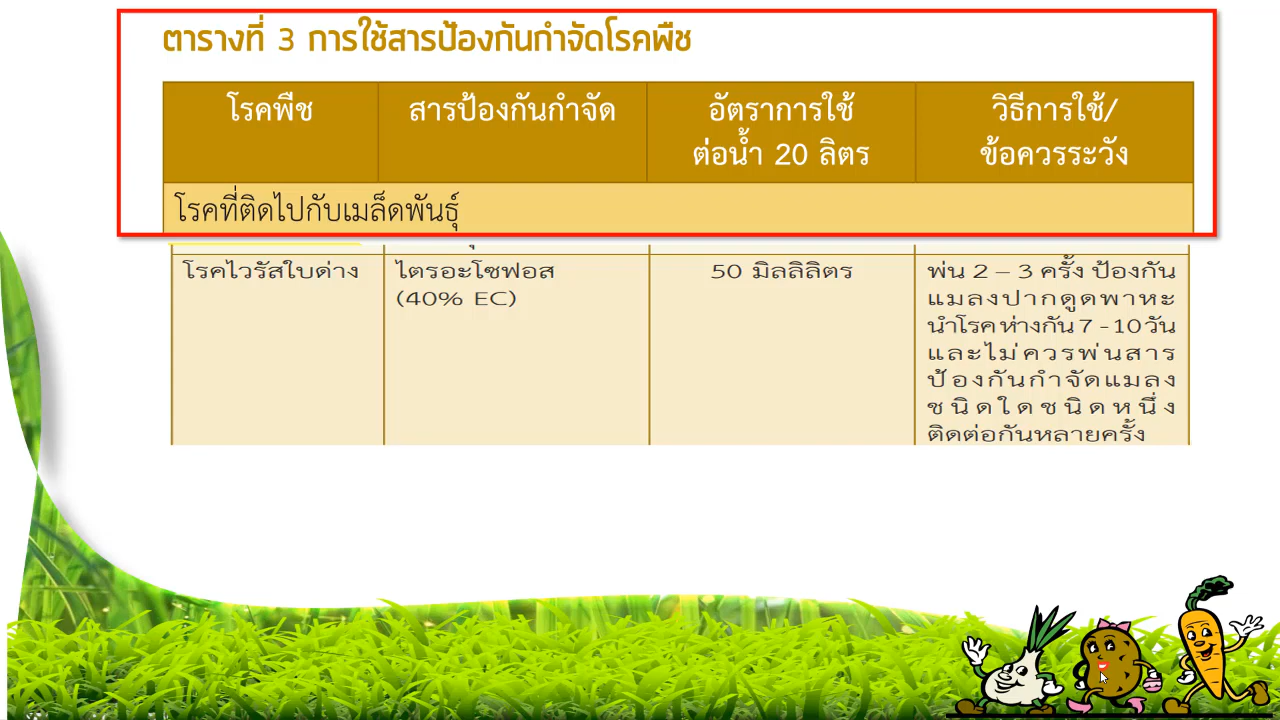 ตารางที่ 3 การใช้สารป้องกันกำจัดโรคพืช
โรคพืช
สารป้องกันกำจัด
อัตราการใช้
ต่อน้ำ 20 ลิตร
วิธีการใช้/
ข้อควรระวัง
โรคที่ติดไปกับเมล็ดพันธุ์
โรคไวรัสใบด่าง
ไตรอะโซฟอส
(40% EC)
50 มิลลิลิตร
พ่น 2 – 3 ครั้ง ป้องกัน
แมลงปากดูดพาหะ
นำโรค ห่างกัน 7 - 10 วัน
และไม่ควรพ่นสาร
ป้องกันกำจัดแมลง
ชนิดใดชนิดหนึ่ง
ติดต่อกันหลายครั้ง